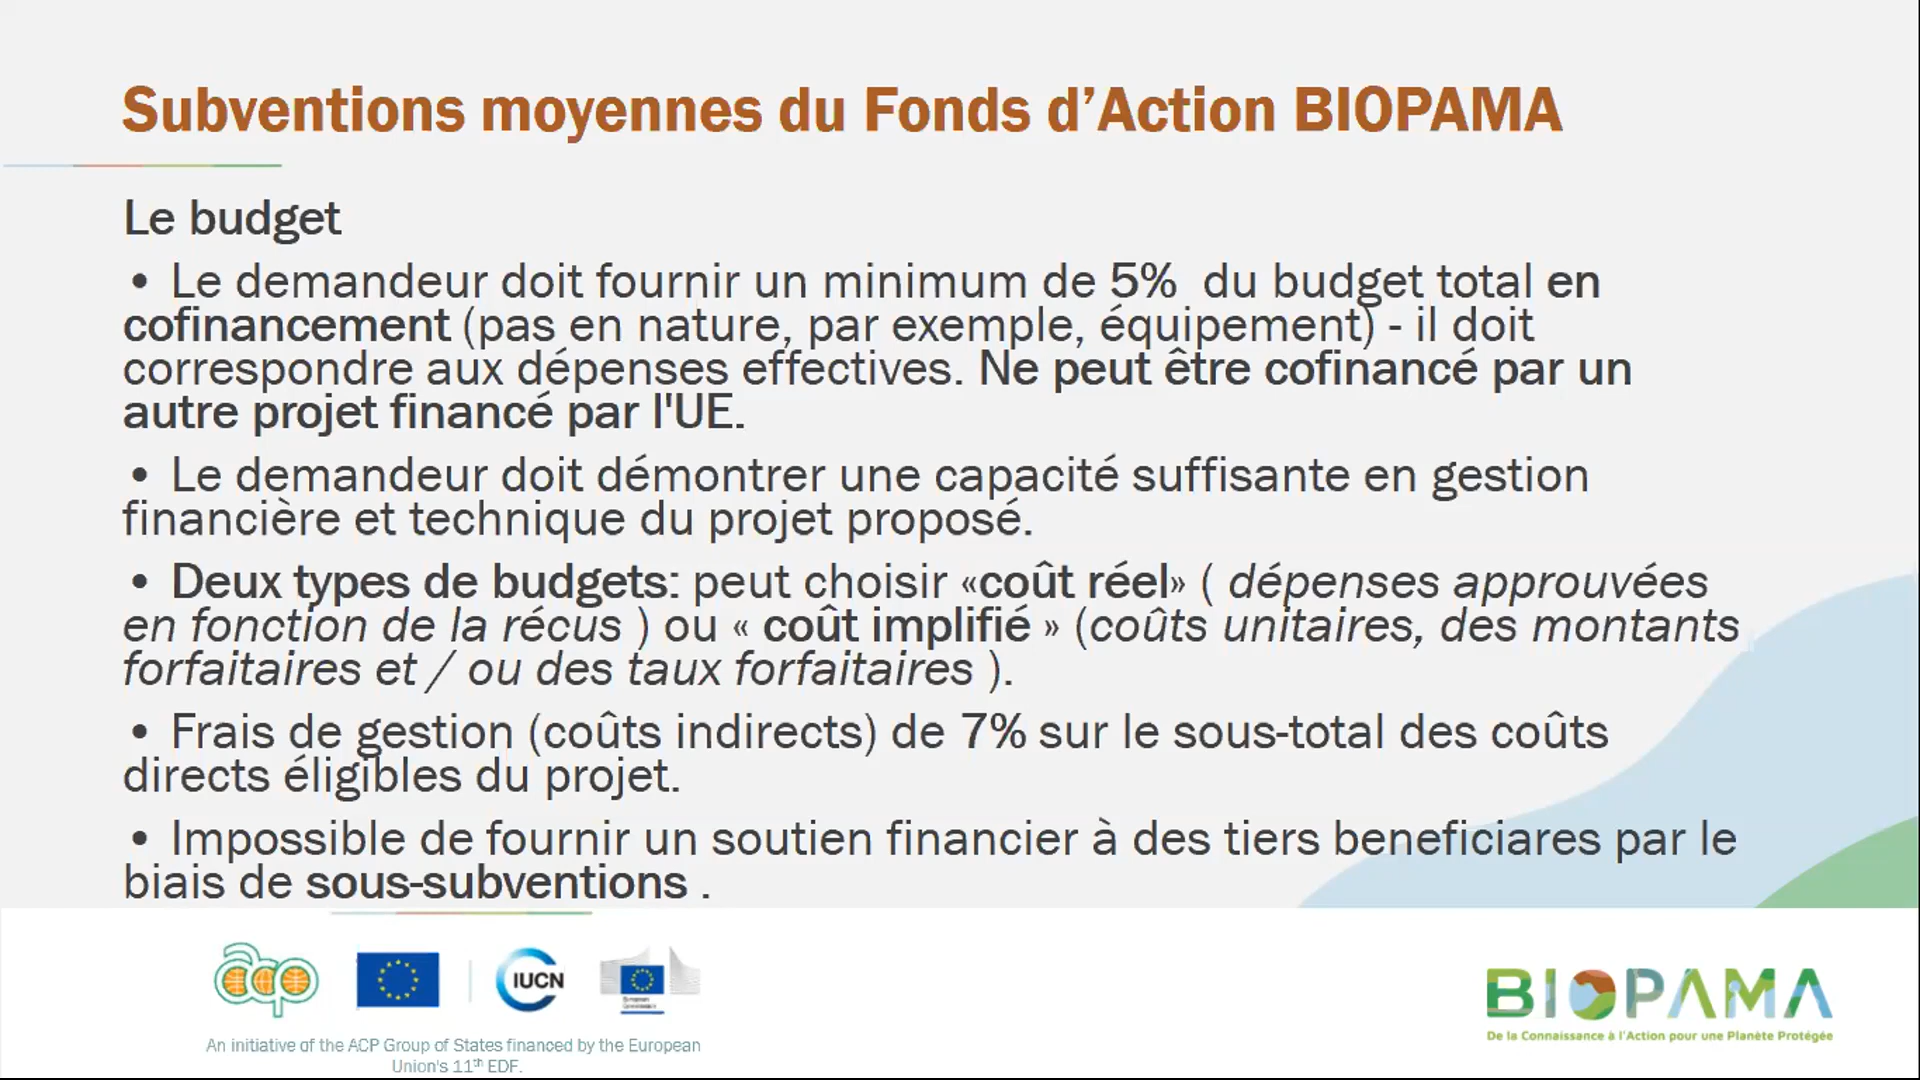 Subventions moyennes du Fonds d’Action BIOPAMA
Le budget
• Le demandeur doit fournir un minimum de 5% du budget total en
cofinancement (pas en nature, par exemple, équipement) - il doit
correspondre aux dépenses effectives. Ne peut être cofinancé par un
autre projet financé par l'UE.
• Le demandeur doit démontrer une capacité suffisante en gestion
financière et technique du projet proposé.
• Deux types de budgets: peut choisir «coût réel» ( dépenses approuvées
en fonction de la récus ) ou « coût implifié » (coûts unitaires, des montants
forfaitaires et / ou des taux forfaitaires ).
• Frais de gestion (coûts indirects) de 7% sur le sous-total des coûts
directs éligibles du projet.
• Impossible de fournir un soutien financier à des tiers beneficiares par le
biais de sous-subventions .
acp
IUCN
European
Commission
An initiative of the ACP Group of States financed by the European
Union's 11th EDF.
BIOPAMA
De la Connaissance à l'Action pour une Planète Protégée